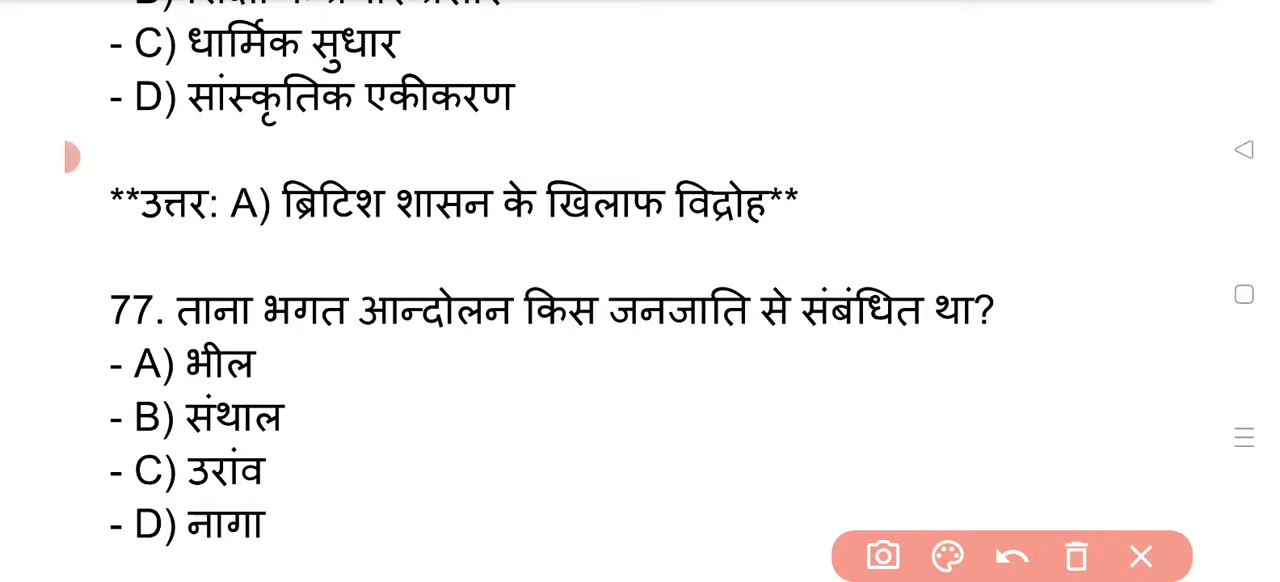 - C) धार्मिक सुधार
- D) सांस्कृतिक एकीकरण
**उत्तर: A) ब्रिटिश शासन के खिलाफ विद्रोह**
77. ताना भगत आन्दोलन किस जनजाति से संबंधित था?
- A) भील
- B) संथाल
- C) उरांव
- D) नागा